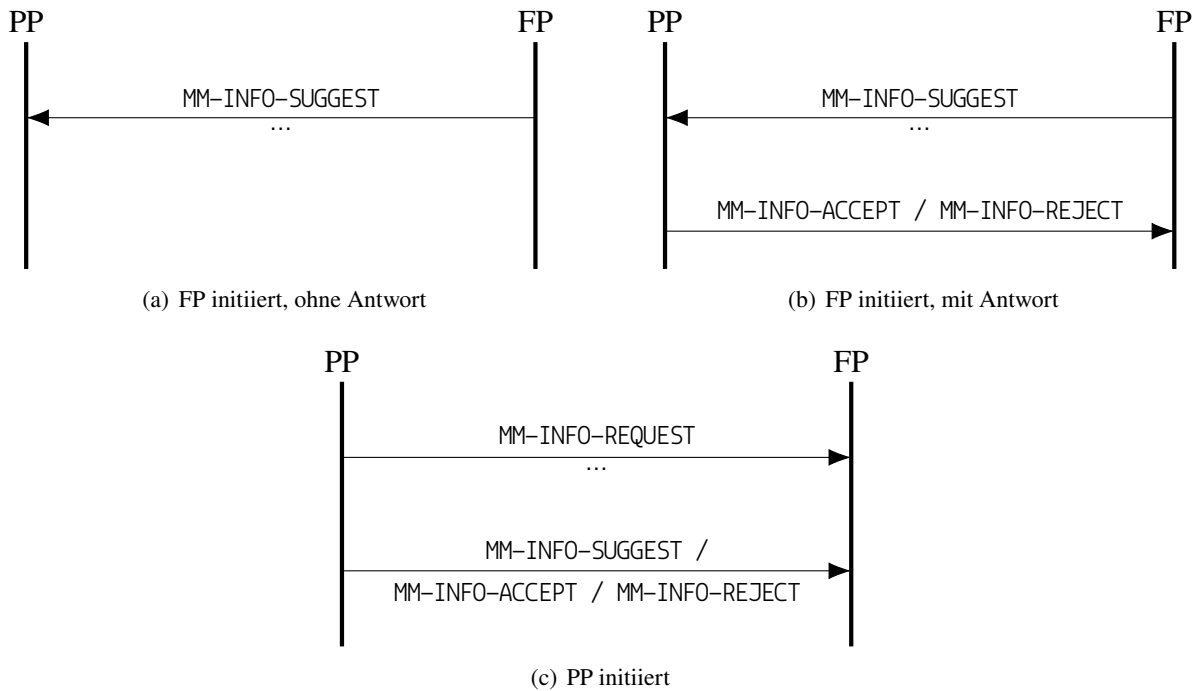 PP FP
MM-INFO-SUGGEST
...
(a) FP initiiert, ohne Antwort
PP FP
MM-INFO-SUGGEST
...
MM-INFO-ACCEPT / MM-INFO-REJECT
(b) FP initiiert, mit Antwort
PP FP
MM-INFO-REQUEST
...
MM-INFO-SUGGEST /
MM-INFO-ACCEPT / MM-INFO-REJECT
(c) PP initiiert